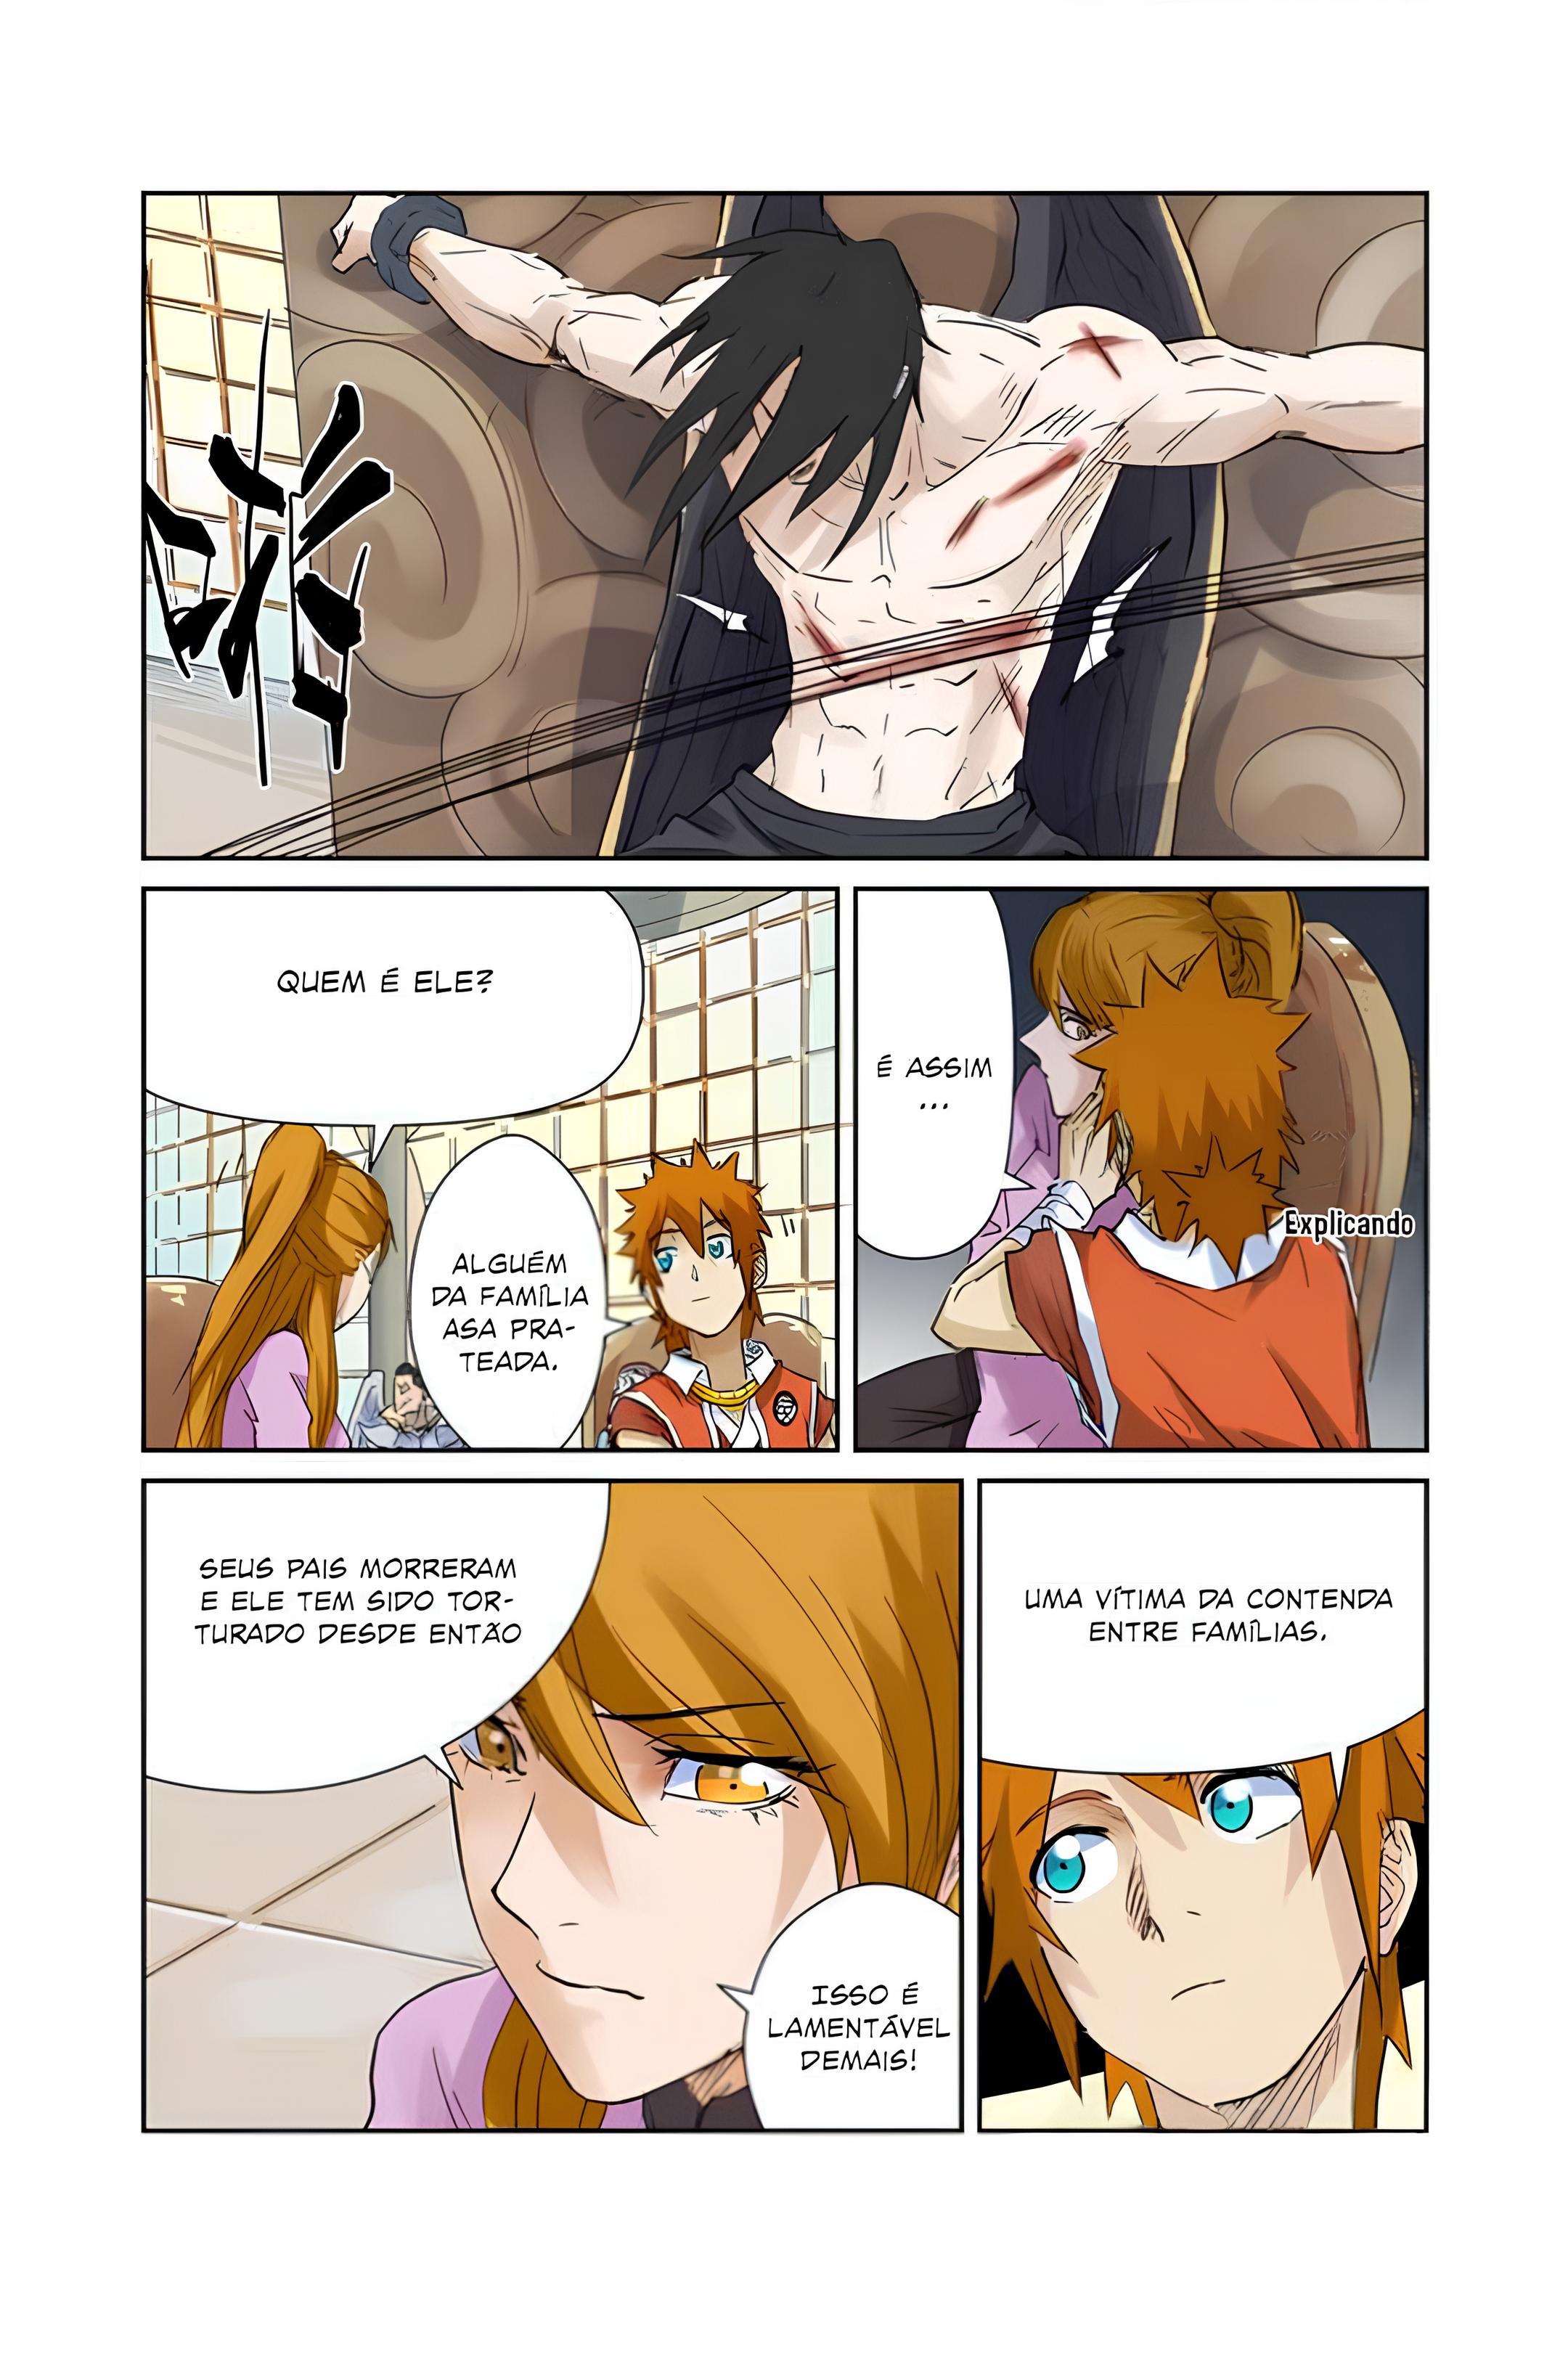 QUEM É ELE?
ALGUÉM
DA FAMÍLIA
ASA PRA-
TEADA.
É ASSIM
...
Explicando
SEUS PAIS MORRERAM
E ELE TEM SIDO TOR-
TURADO DESDE ENTÃO
ISSO É
LAMENTÁVEL
DEMAIS!
UMA VÍTIMA DA CONTENDA
ENTRE FAMÍLIAS.